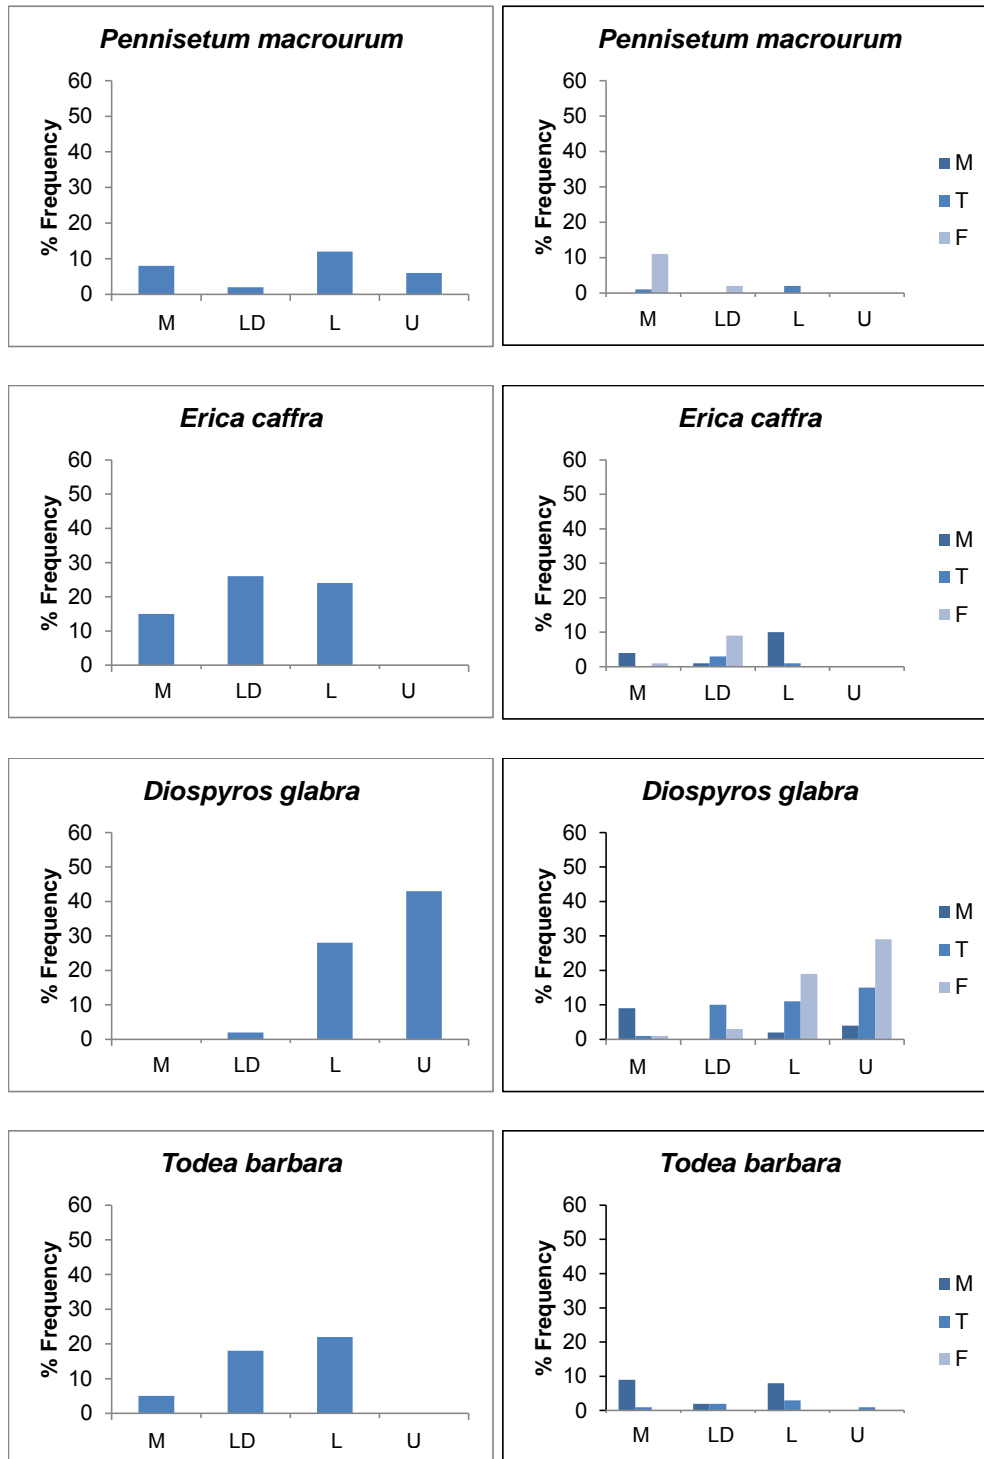 Pennisetum macrourum
% Frequency
60
50
40
30
20
10
0
M LD L U
Pennisetum macrourum
% Frequency
60
50
40
30
20
10
0
M LD L U
M
T
F
Erica caffra
% Frequency
60
50
40
30
20
10
0
M LD L U
Erica caffra
% Frequency
60
50
40
30
20
10
0
M LD L U
M
T
F
Diospyros glabra
% Frequency
60
50
40
30
20
10
0
M LD L U
Diospyros glabra
% Frequency
60
50
40
30
20
10
0
M LD L U
M
T
F
Todea barbara
% Frequency
60
50
40
30
20
10
0
M LD L U
Todea barbara
% Frequency
60
50
40
30
20
10
0
M LD L U
M
T
F